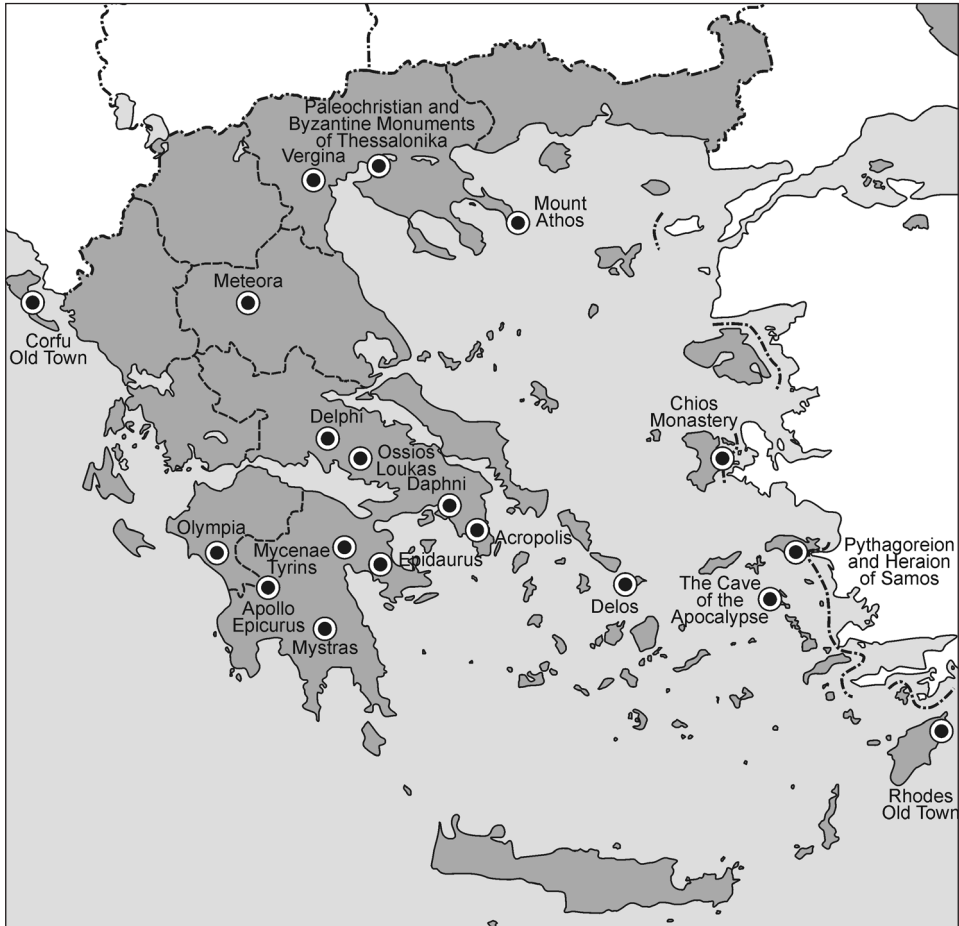 Paleochristian and
Byzantine Monuments
of Thessalonika
Vergina
Mount
Athos
Meteora
Corfu
Old Town
Chios
Monastery
Delphi
Ossios
Loukas
Daphni
Olympia
Mycenae
Tyrins
Epidaurus
Acropolis
Pythagoreion
and Heraion
of Samos
The Cave
of the
Apocalypse
Delos
Apollo
Epicurus
Mystras
Rhodes
Old Town